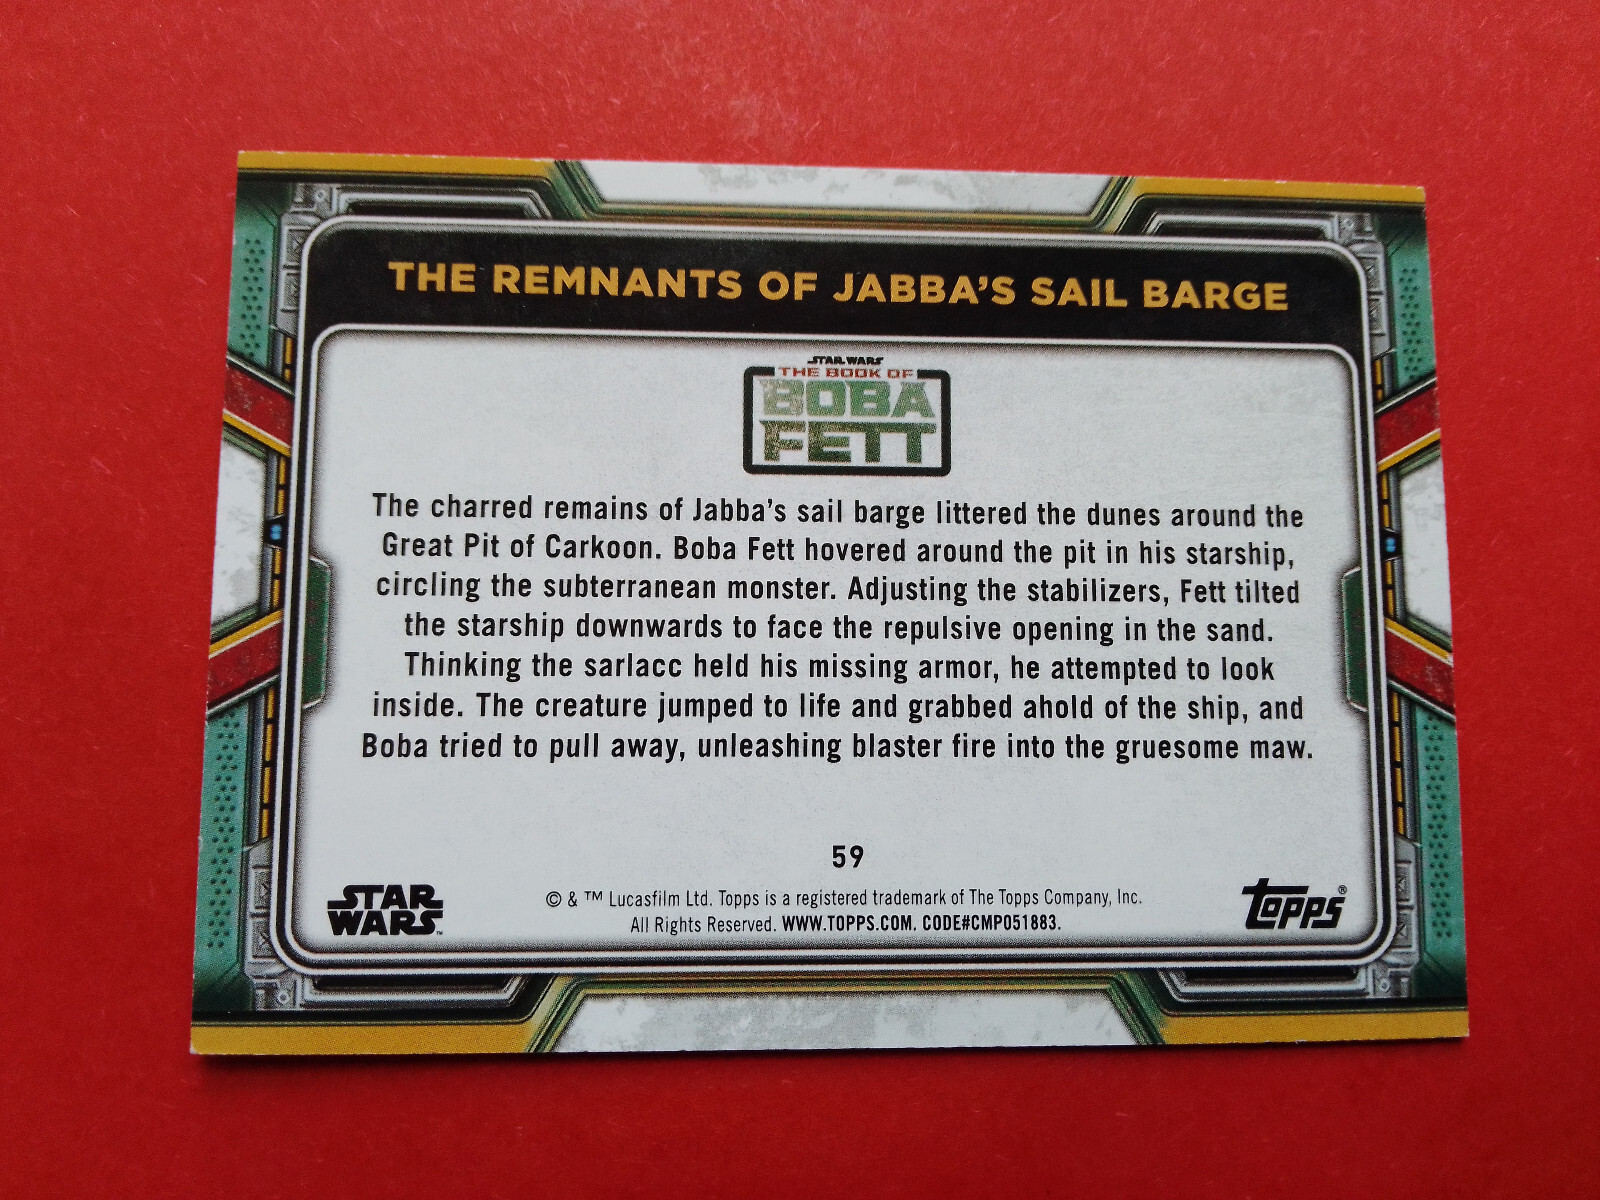 THE REMNANTS OF JABBA'S SAIL BARGE
STAR WARS
THE BOOK OF
BOBA
FETT
The charred remains of Jabba's sail barge littered the dunes around the
Great Pit of Carkoon. Boba Fett hovered around the pit in his starship,
circling the subterranean monster. Adjusting the stabilizers, Fett tilted
the starship downwards to face the repulsive opening in the sand.
Thinking the sarlacc held his missing armor, he attempted to look
inside. The creature jumped to life and grabbed ahold of the ship, and
Boba tried to pull away, unleashing blaster fire into the gruesome maw.
59
STAR
WARS™
© & ™ Lucasfilm Ltd. Topps is a registered trademark of The Topps Company, Inc.
All Rights Reserved. WWW.TOPPS.COM. CODE#CMP051883.
topps®